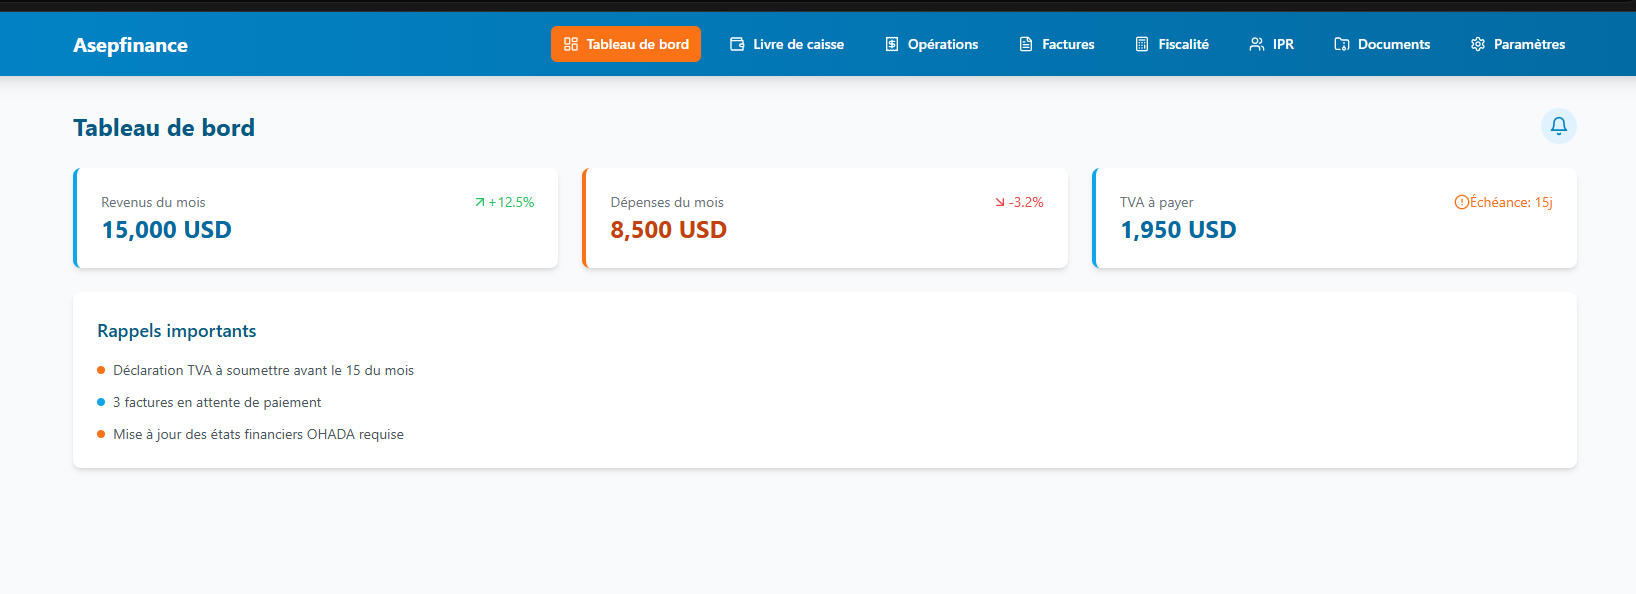 Asepfinance
Tableau de bord
Livre de caisse
Opérations
Factures
Fiscalité
IPR
Documents
Paramètres
Tableau de bord
Revenus du mois
+12.5%
15,000 USD
Dépenses du mois
-3.2%
8,500 USD
TVA à payer
Échéance: 15j
1,950 USD
Rappels importants
Déclaration TVA à soumettre avant le 15 du mois
3 factures en attente de paiement
Mise à jour des états financiers OHADA requise